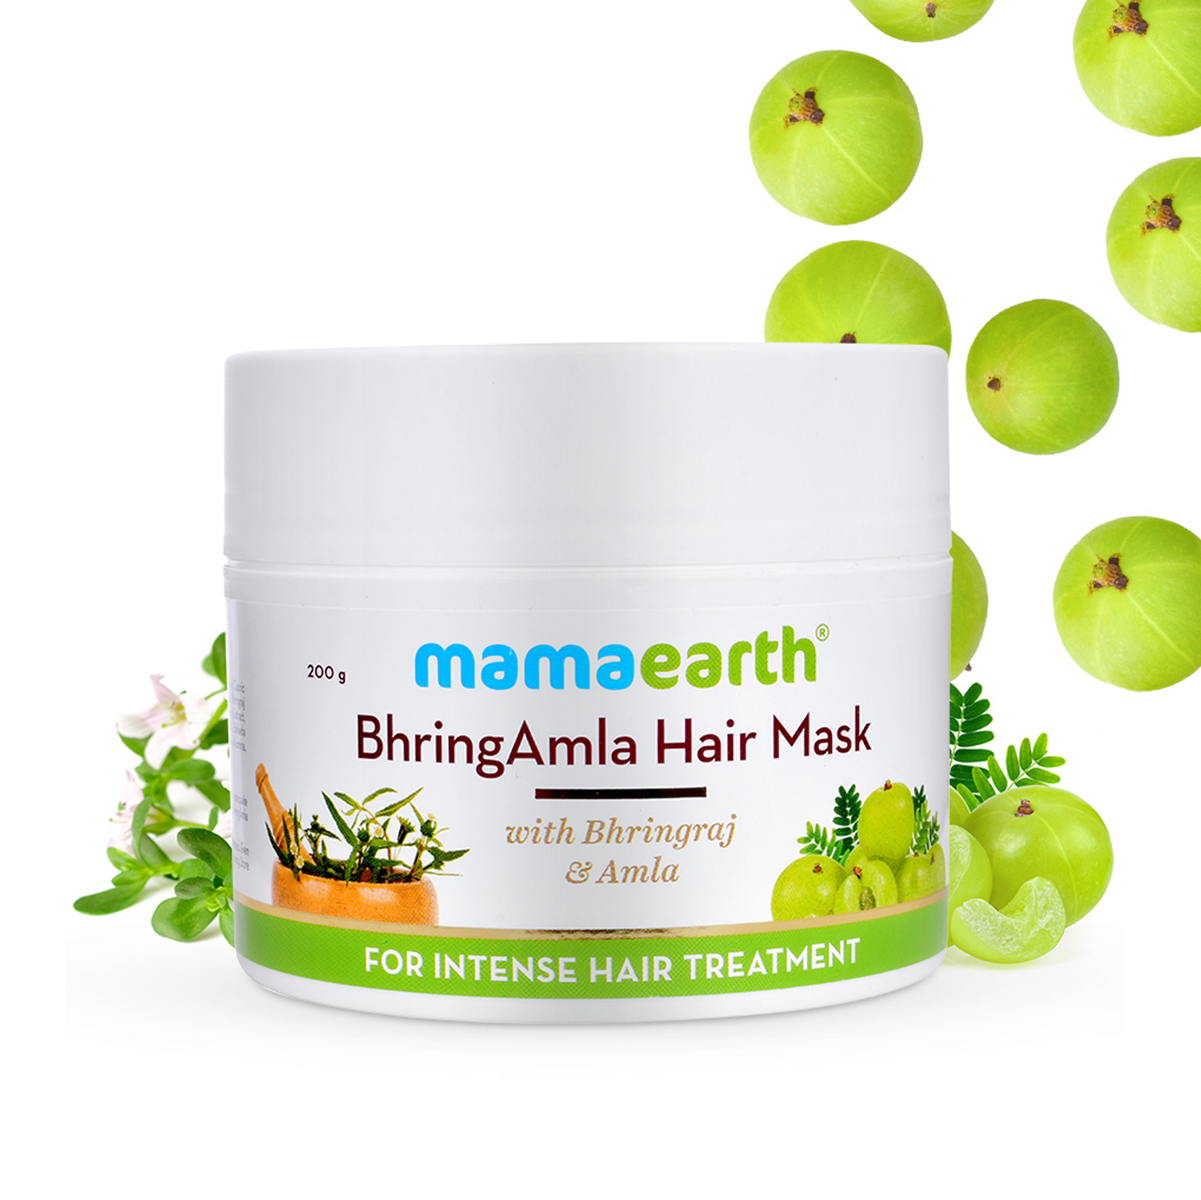 mamaearth®
200 g
BhringAmla Hair Mask
with Bhringraj
& Amla
FOR INTENSE HAIR TREATMENT